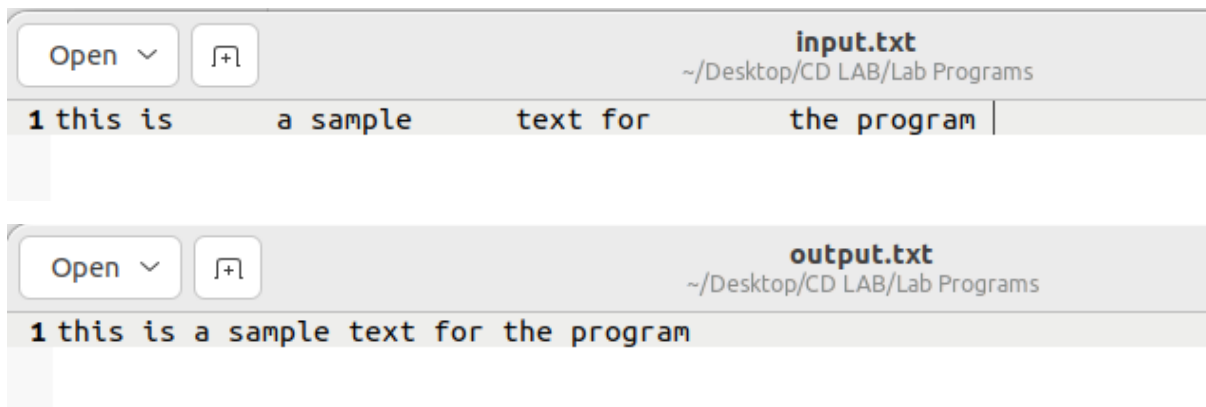 Open
input.txt
~/Desktop/CD LAB/Lab Programs
1 this is      a sample      text for        the program
Open
output.txt
~/Desktop/CD LAB/Lab Programs
1 this is a sample text for the program